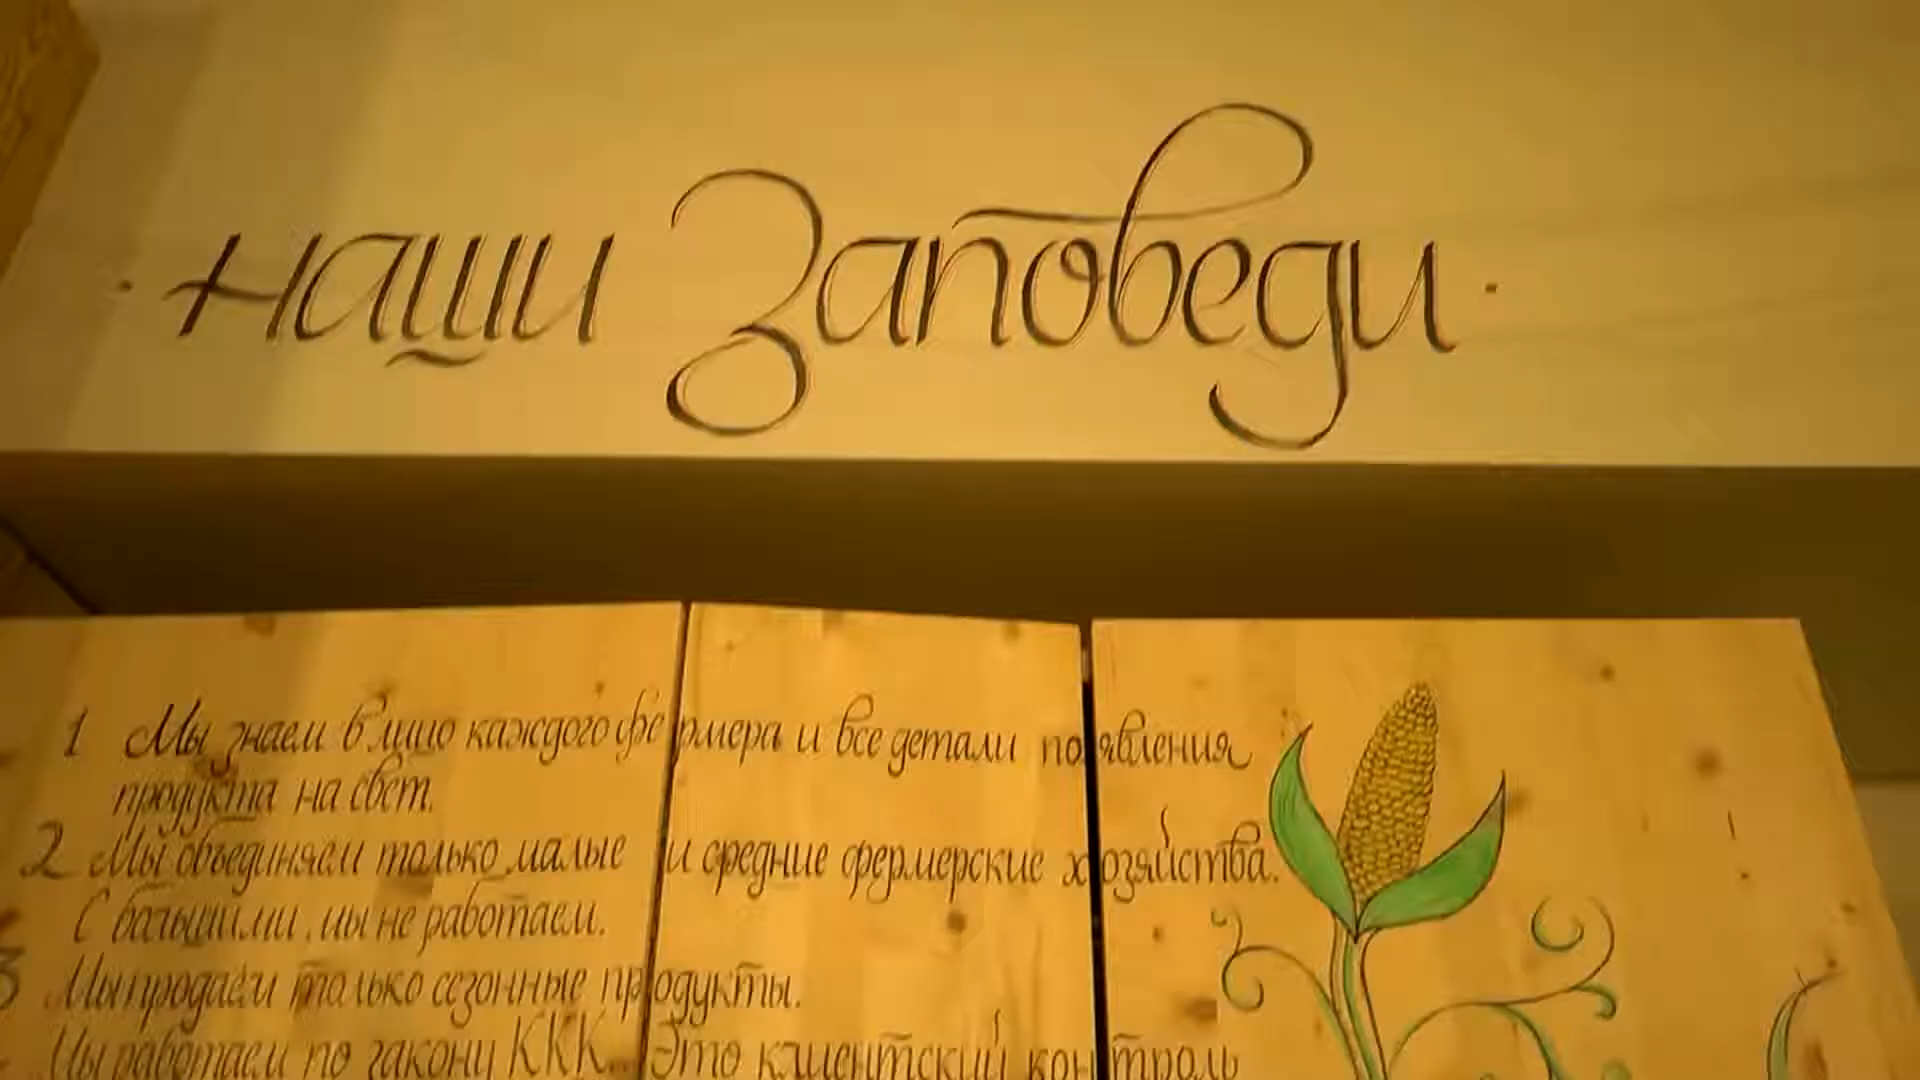 · наши Заповеди ·
1 Мы знаем в лицо каждого фермера и все детали появления
продукта на свет.
2 Мы объединяем только малые и средние фермерские хозяйства.
С большими, мы не работаем.
3 Мы продаём только сезонные продукты.
Мы работаем по закону ККК. Это клиентский контроль